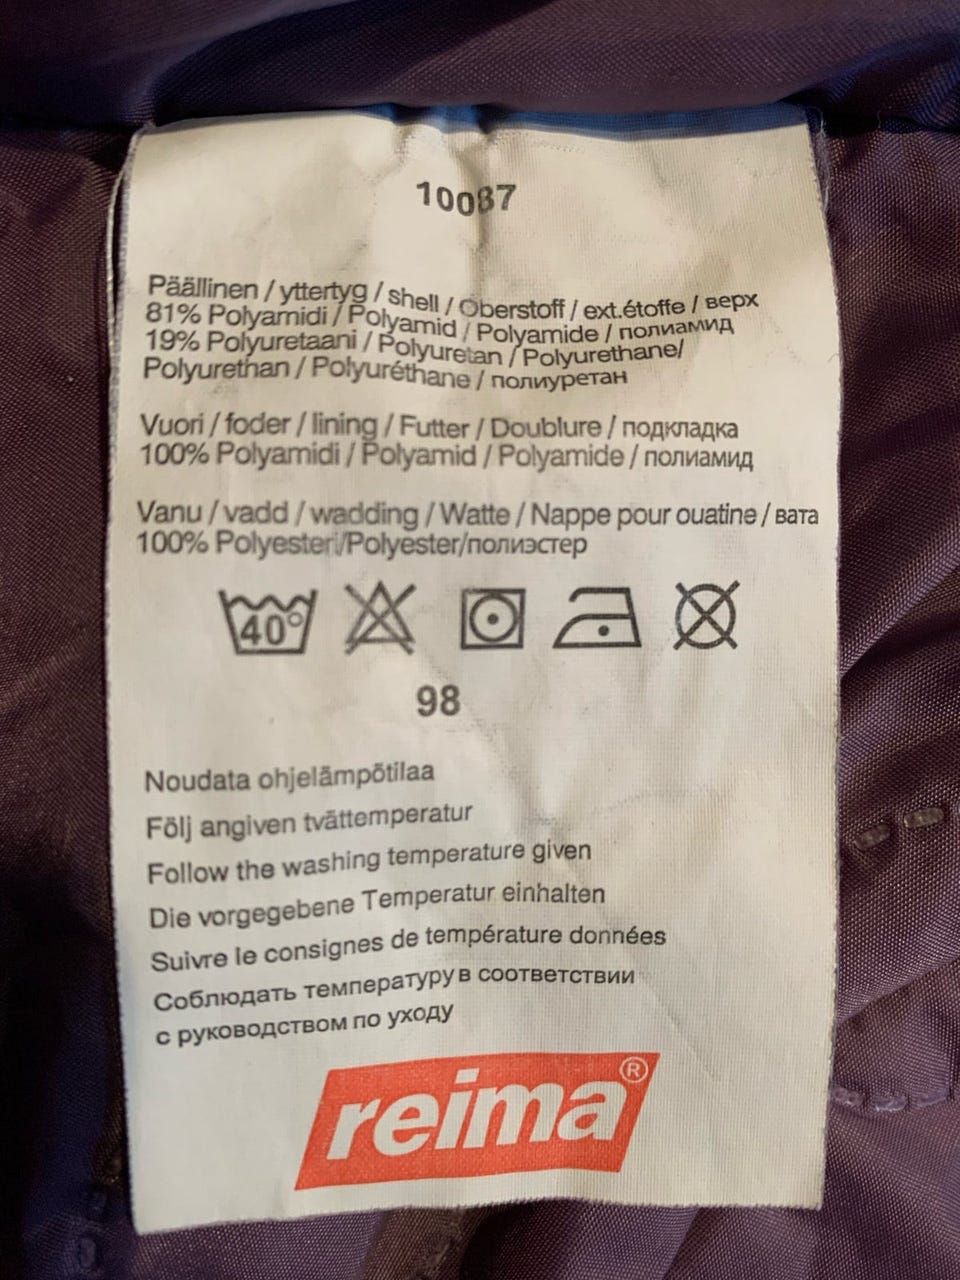 10087
Päällinen / yttertyg / shell / Oberstoff / ext.étoffe / верх
81% Polyamidi / Polyamid / Polyamide / полиамид
19% Polyuretaani / Polyuretan / Polyurethane/
Polyurethan / Polyuréthane / полиуретан
Vuori / foder / lining / Futter / Doublure / подкладка
100% Polyamidi / Polyamid / Polyamide / полиамид
Vanu / vadd / wadding / Watte / Nappe pour ouatine / вата
100% Polyesteri/Polyester/полиэстер
40°
98
Noudata ohjelämpötilaa
Följ angiven tvättemperatur
Follow the washing temperature given
Die vorgegebene Temperatur einhalten
Suivre le consignes de température données
Соблюдать температуру в соответствии
с руководством по уходу
reima®